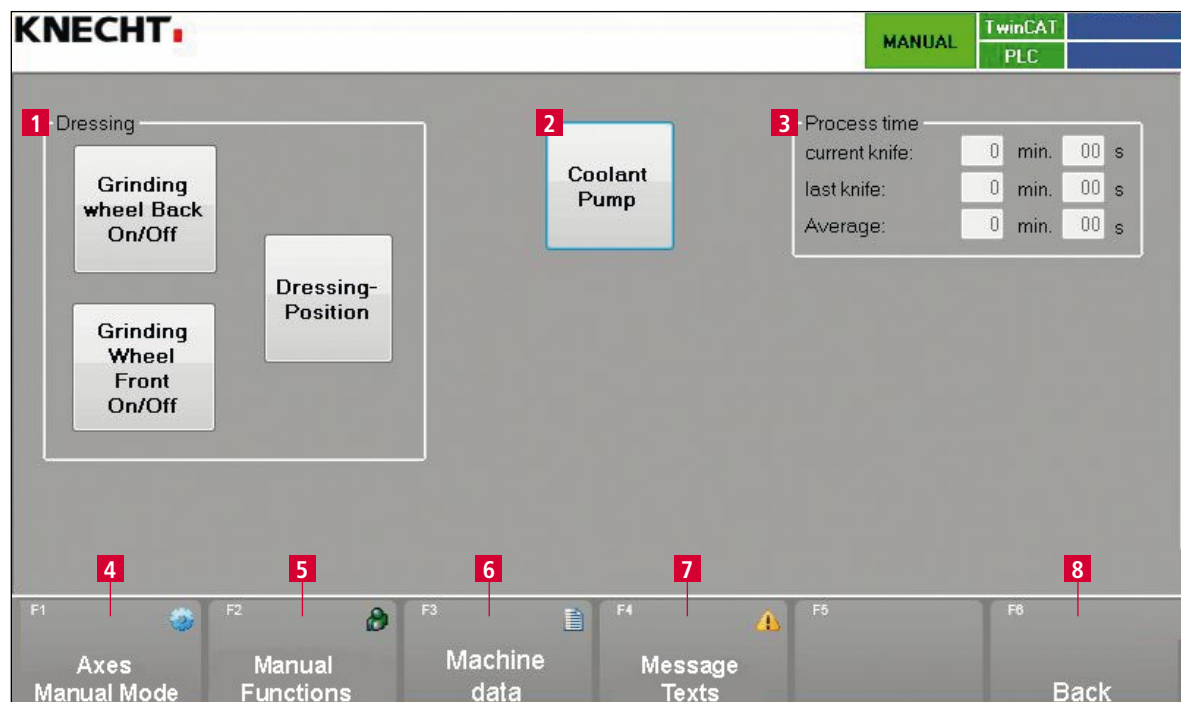 KNECHT
MANUAL
TwinCAT
PLC
1 Dressing
Grinding
wheel Back
On/Off
Dressing-
Position
Grinding
Wheel
Front
On/Off
2
Coolant
Pump
3 Process time
current knife: 0 min. 00 s
last knife: 0 min. 00 s
Average: 0 min. 00 s
4 5 6 7 8
F1
Axes
Manual Mode
F2
Manual
Functions
F3
Machine
data
F4
Message
Texts
F5
F6
Back